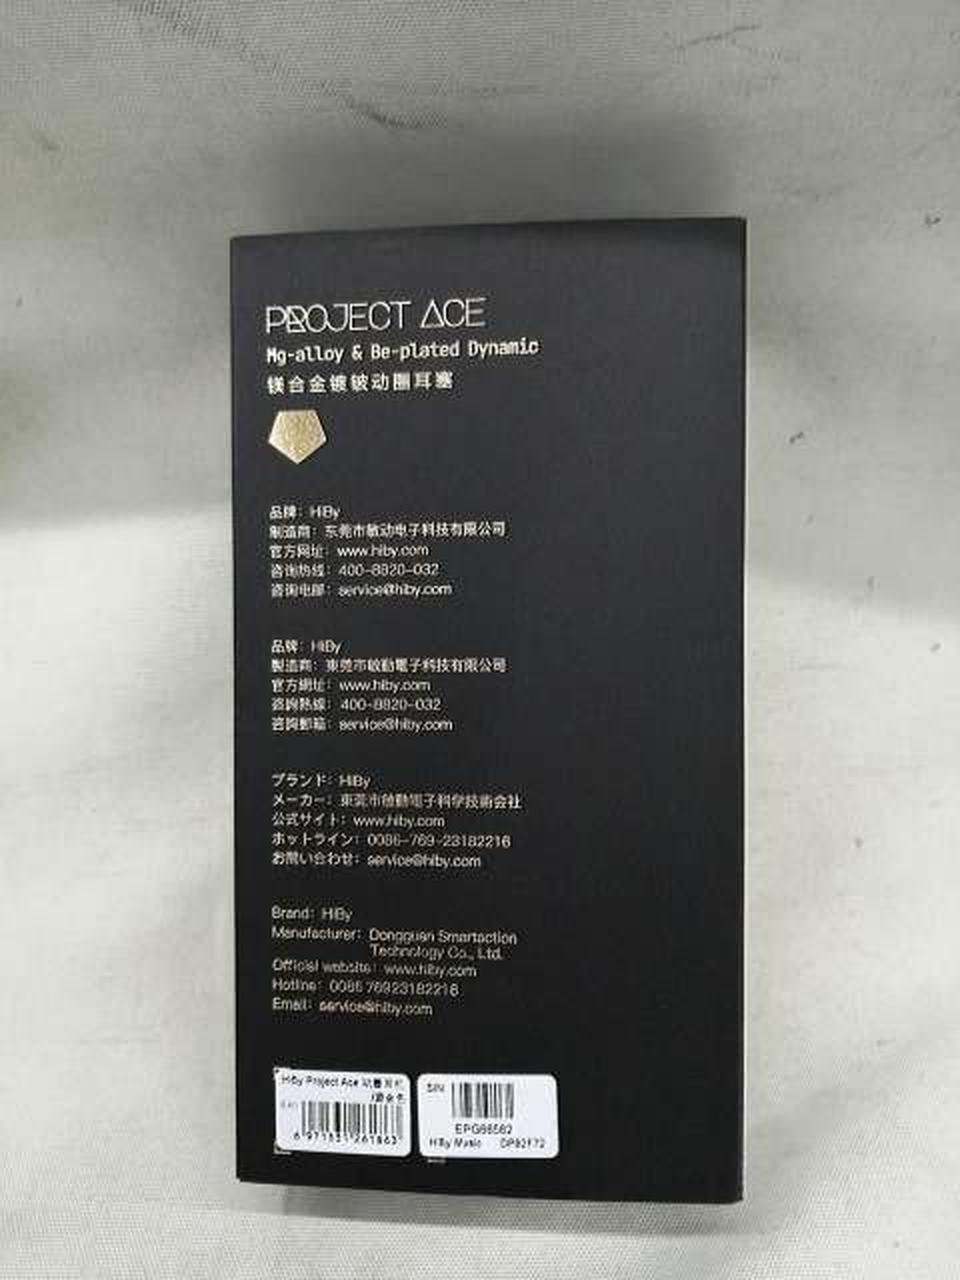 PROJECT ACE
Mg-alloy & Be-plated Dynamic
镁合金镀铍动圈耳塞
品牌：HiBy
制造商：东莞市敏动电子科技有限公司
官方网址：www.hiby.com
咨询热线：400-8820-032
咨询电邮：service@hiby.com
品牌：HiBy
製造商：東莞市敏動電子科技有限公司
官方網址：www.hiby.com
咨詢熱線：400-8820-032
咨詢郵箱：service@hiby.com
ブランド：HiBy
メーカー：東莞市敏動電子科学技術会社
公式サイト：www.hiby.com
ホットライン：0086-769-23182216
お問い合わせ：service@hiby.com
Brand：HiBy
Manufacturer：Dongguan Smartaction
Technology Co., Ltd.
Official website：www.hiby.com
Hotline：0086 76923182216
Email：service@hiby.com
HiBy Project Ace
S/N
HiBy Music